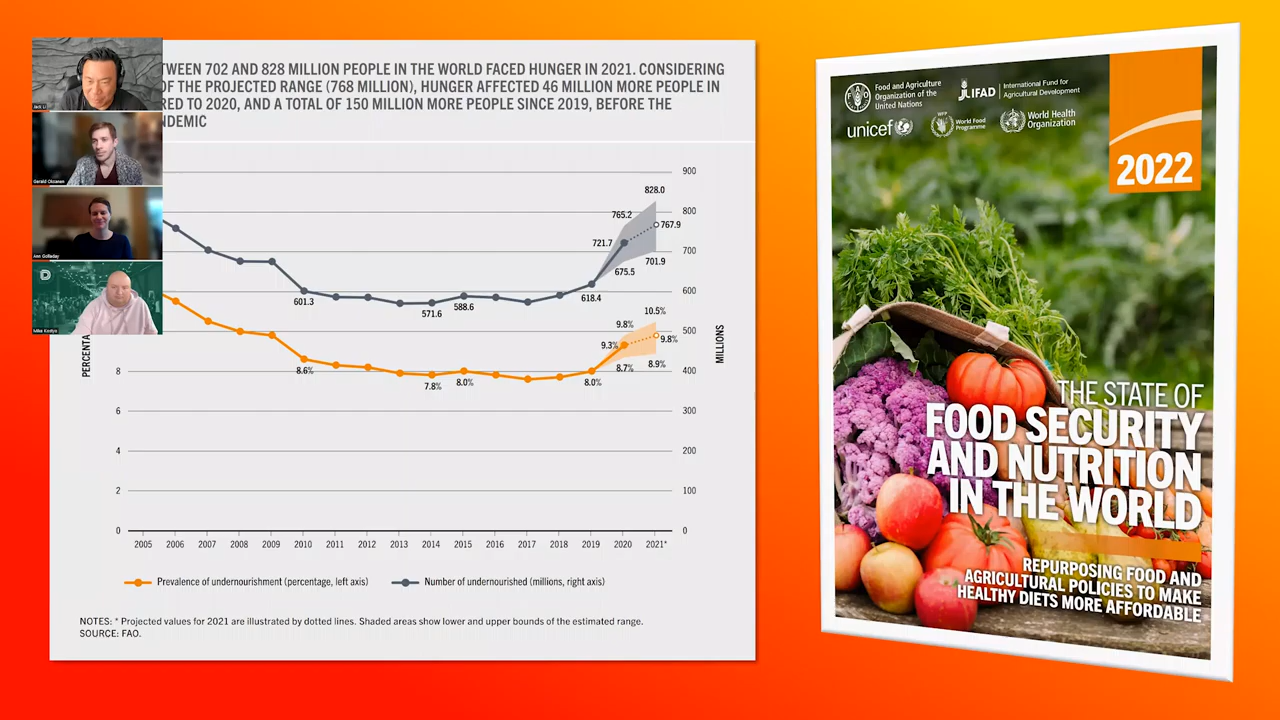 TWEEN 702 AND 828 MILLION PEOPLE IN THE WORLD FACED HUNGER IN 2021. CONSIDERING
OF THE PROJECTED RANGE (768 MILLION), HUNGER AFFECTED 46 MILLION MORE PEOPLE IN
RED TO 2020, AND A TOTAL OF 150 MILLION MORE PEOPLE SINCE 2019, BEFORE THE
NDEMIC
Jack Li
Gerald Oksanen
Ann Golladay
D
Mike Kostyo
PERCENTA
8
6
4
2
0
900
800
700
600
500
400
300
200
100
0
MILLIONS
601.3
571.6
588.6
618.4
721.7
765.2
675.5
828.0
767.9
701.9
8.6%
7.8%
8.0%
8.0%
9.3%
9.8%
8.7%
10.5%
9.8%
8.9%
2005 2006 2007 2008 2009 2010 2011 2012 2013 2014 2015 2016 2017 2018 2019 2020 2021*
Prevalence of undernourishment (percentage, left axis)
Number of undernourished (millions, right axis)
NOTES: * Projected values for 2021 are illustrated by dotted lines. Shaded areas show lower and upper bounds of the estimated range.
SOURCE: FAO.
Food and Agriculture
Organization of the
United Nations
IFAD
International Fund for
Agricultural Development
unicef
WFP
World Food
Programme
World Health
Organization
2022
THE STATE OF
FOOD SECURITY
AND NUTRITION
IN THE WORLD
REPURPOSING FOOD AND
AGRICULTURAL POLICIES TO MAKE
HEALTHY DIETS MORE AFFORDABLE